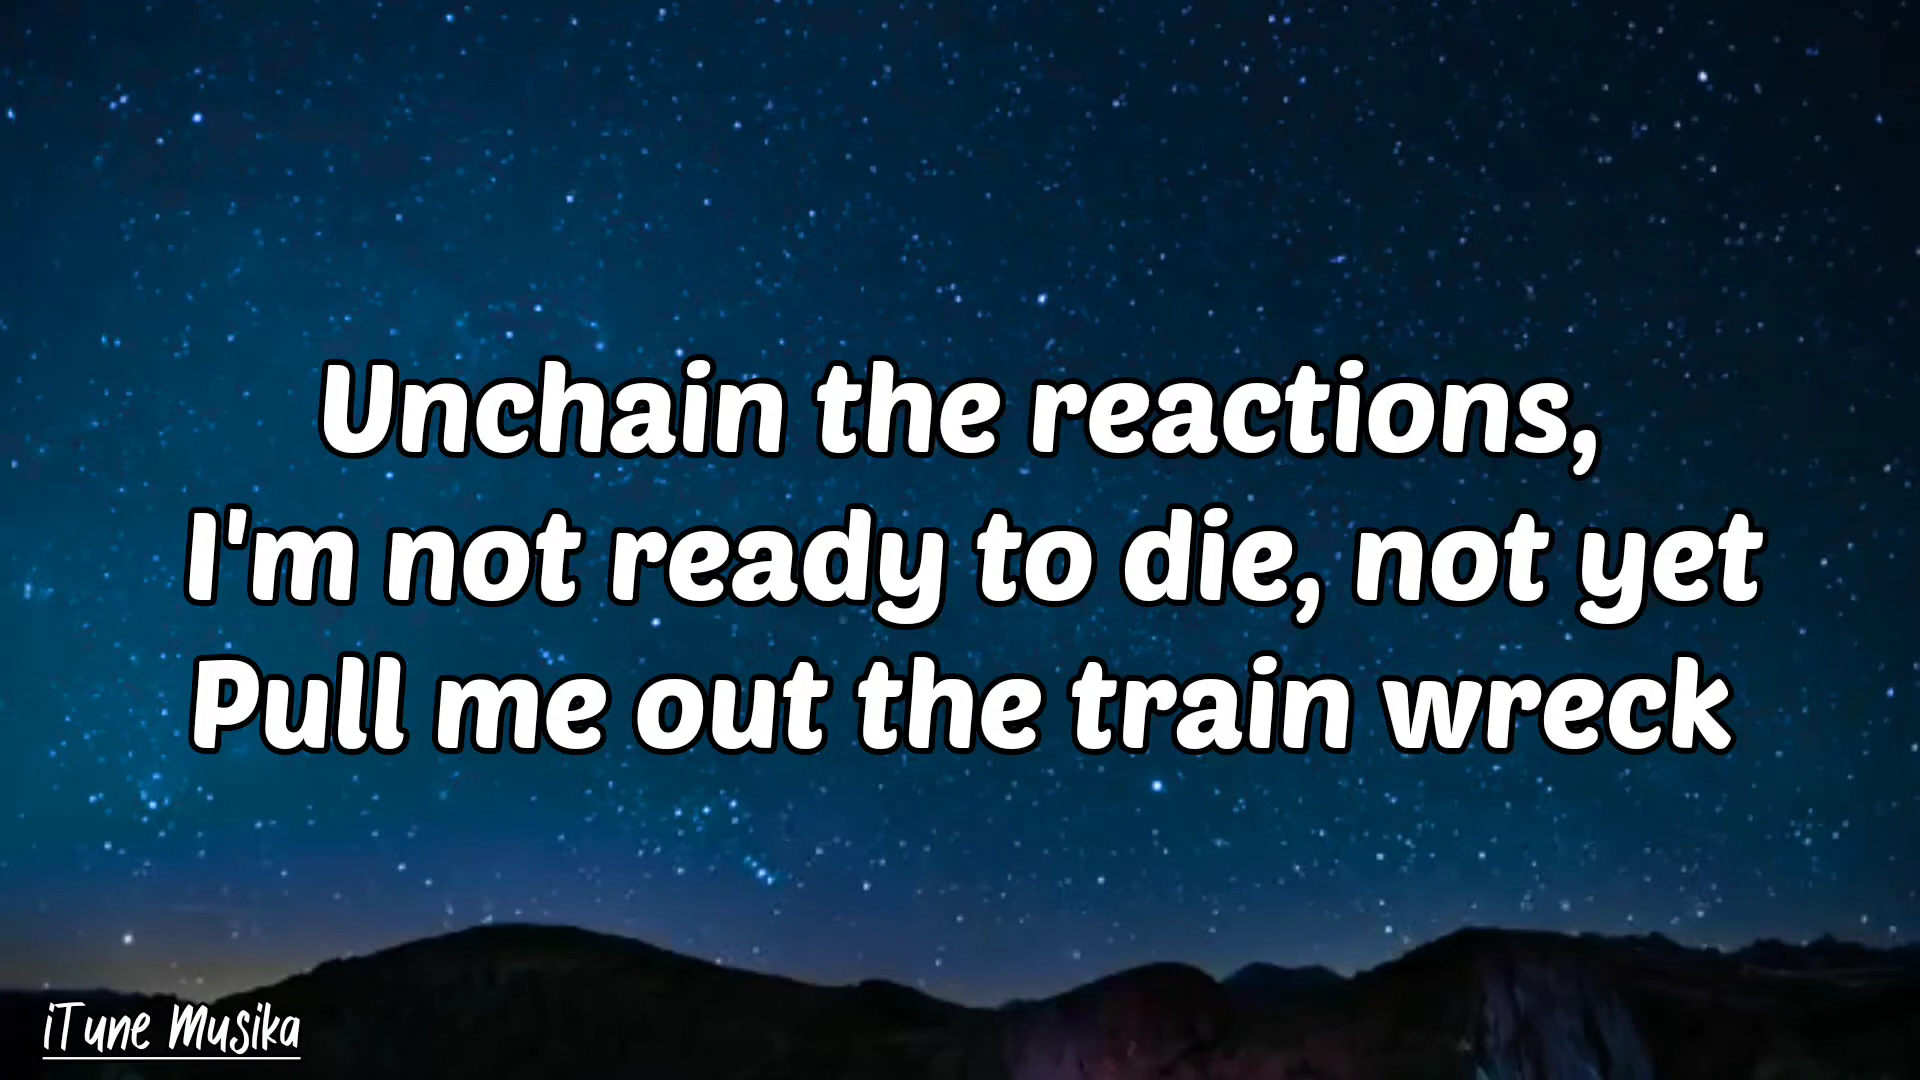 Unchain the reactions,
I'm not ready to die, not yet
Pull me out the train wreck
iTune Musika